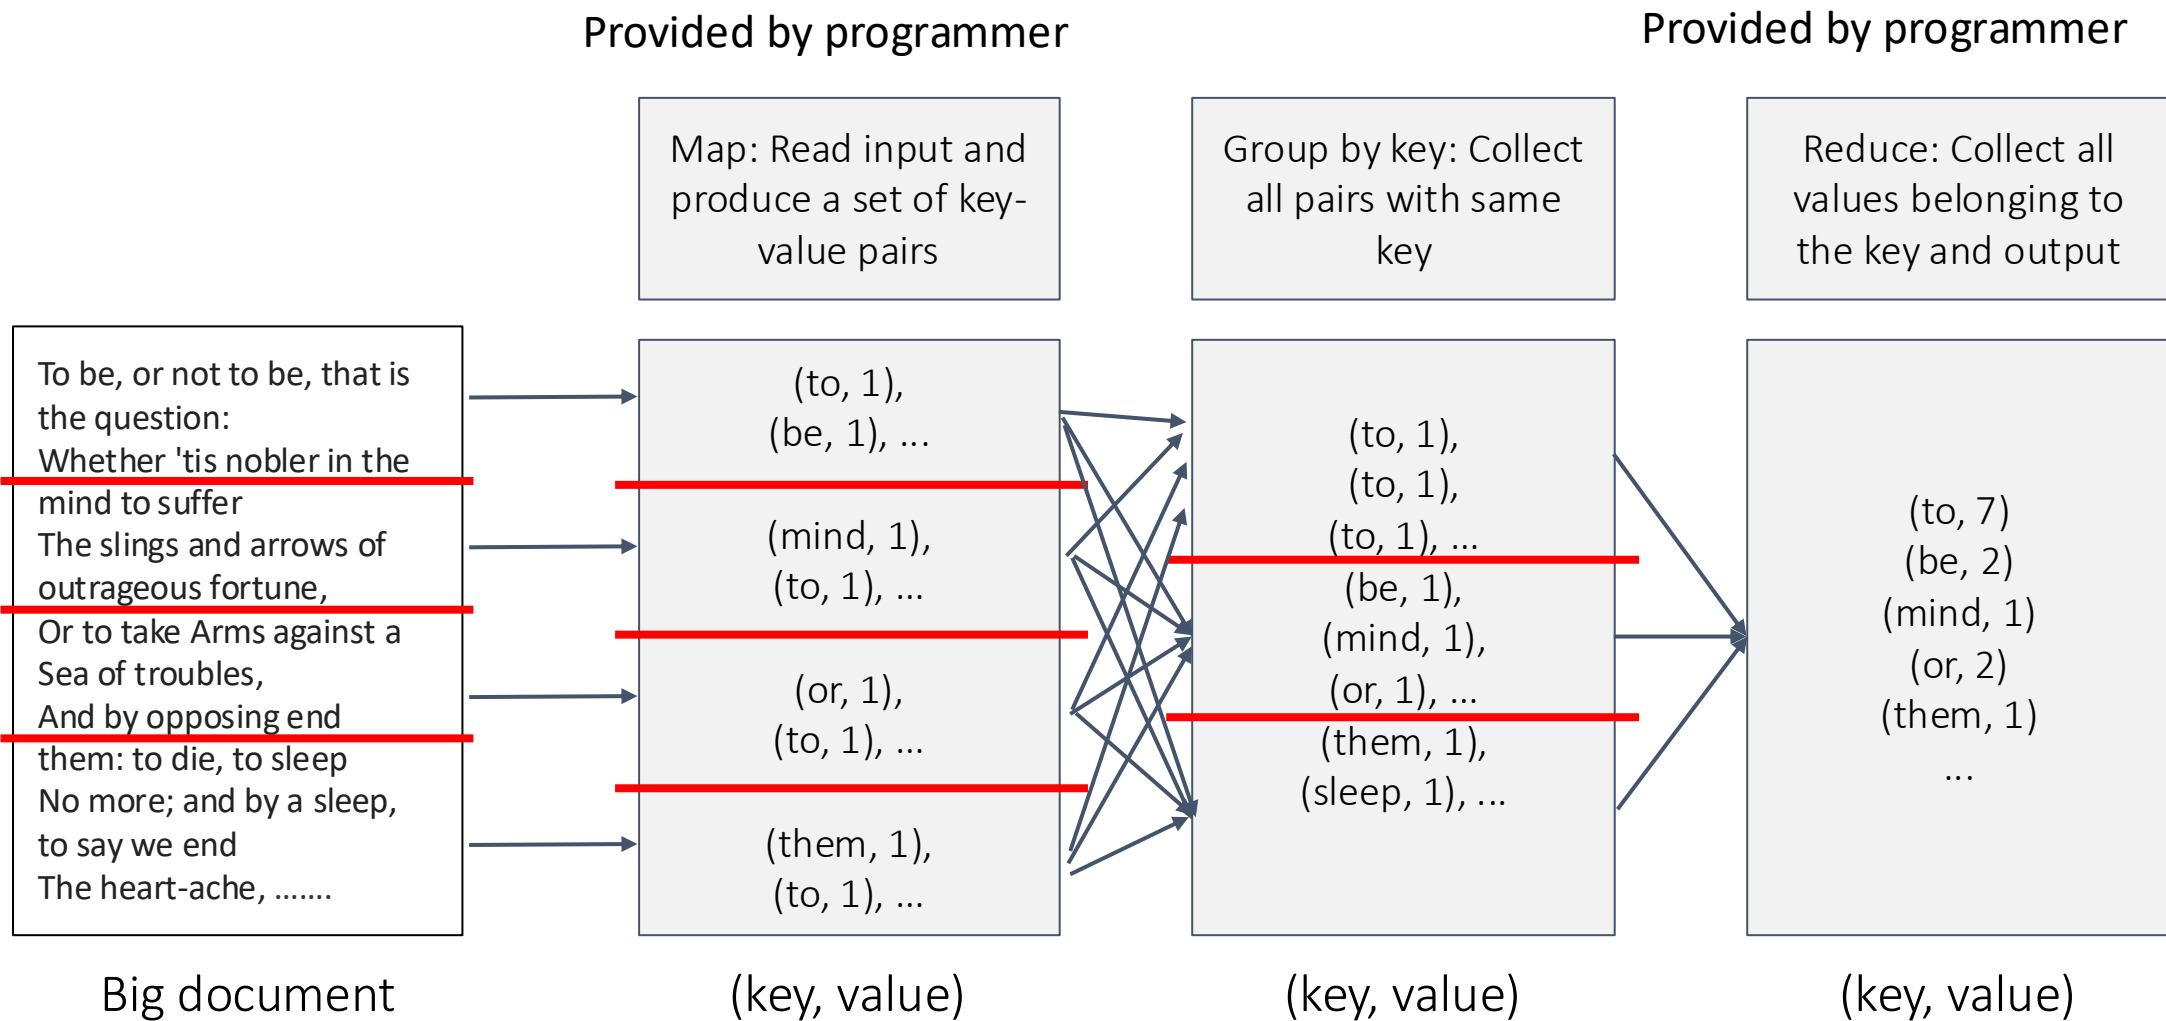 Provided by programmer
Provided by programmer
Map: Read input and
produce a set of key-
value pairs
Group by key: Collect
all pairs with same
key
Reduce: Collect all
values belonging to
the key and output
To be, or not to be, that is
the question:
Whether 'tis nobler in the
mind to suffer
The slings and arrows of
outrageous fortune,
Or to take Arms against a
Sea of troubles,
And by opposing end
them: to die, to sleep
No more; and by a sleep,
to say we end
The heart-ache, .......
(to, 1),
(be, 1), ...
(mind, 1),
(to, 1), ...
(or, 1),
(to, 1), ...
(them, 1),
(to, 1), ...
(to, 1),
(to, 1),
(to, 1), ...
(be, 1),
(mind, 1),
(or, 1), ...
(them, 1),
(sleep, 1), ...
(to, 7)
(be, 2)
(mind, 1)
(or, 2)
(them, 1)
...
Big document
(key, value)
(key, value)
(key, value)